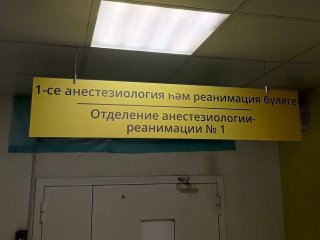 1-се анестезиология һәм реанимация бүлеге
Отделение анестезиологии-
реанимации № 1